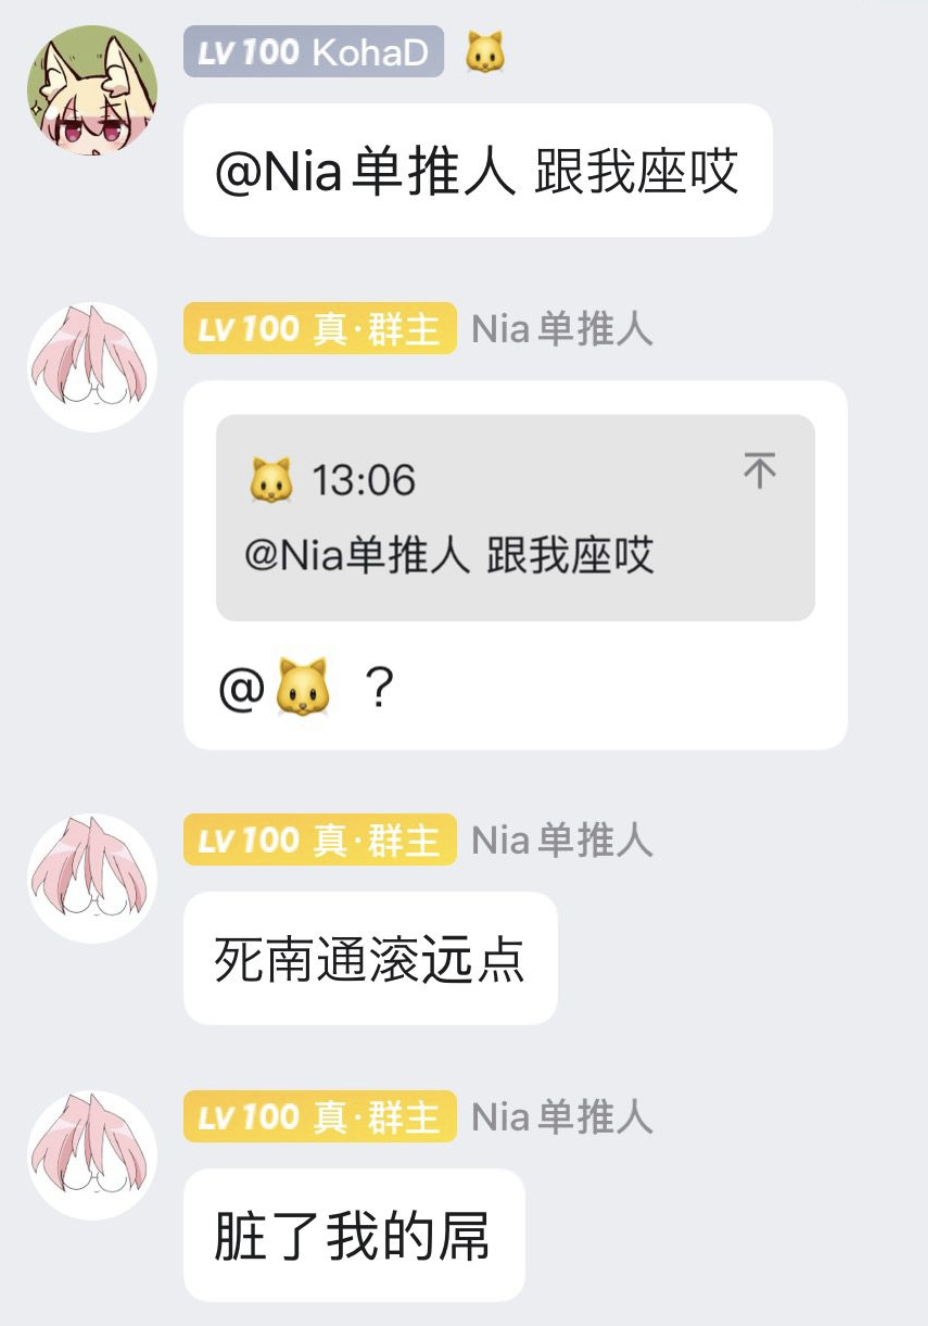 LV 100 KohaD 🐱
@Nia单推人 跟我座哎
LV 100 真·群主 Nia单推人
🐱 13:06
@Nia单推人 跟我座哎
@🐱 ？
LV 100 真·群主 Nia单推人
死南通滚远点
LV 100 真·群主 Nia单推人
脏了我的屌